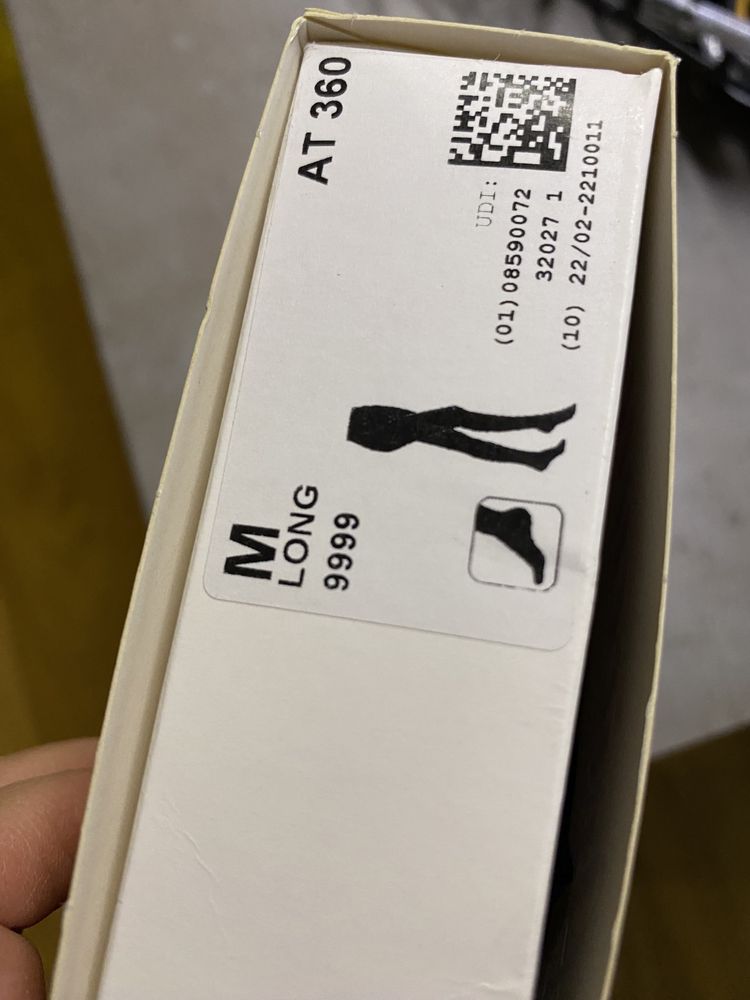 AT 360
UDI:
(01)08590072
32027 1
(10) 22/02-2210011
M
LONG
9999